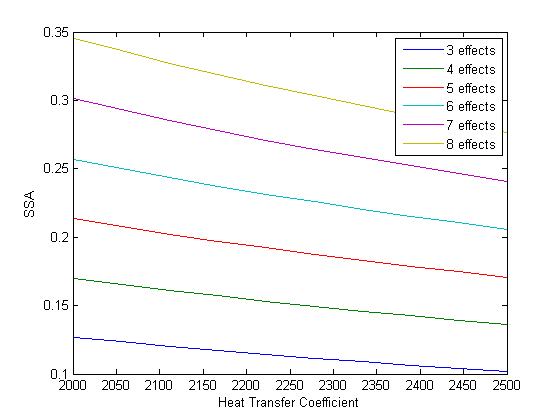 0.35
0.3
0.25
0.2
0.15
0.1
SSA
3 effects
4 effects
5 effects
6 effects
7 effects
8 effects
2000 2050 2100 2150 2200 2250 2300 2350 2400 2450 2500
Heat Transfer Coefficient